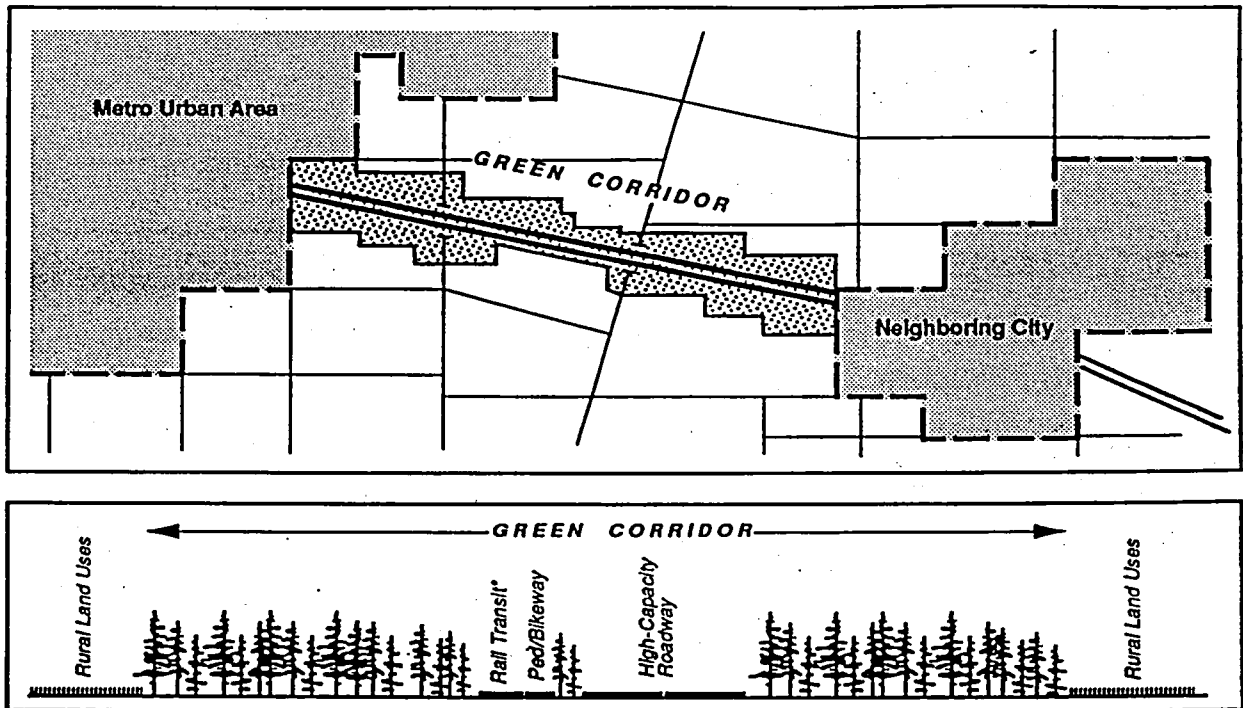 Metro Urban Area
GREEN CORRIDOR
Neighboring City
GREEN CORRIDOR
Rural Land Uses
Rail Transit*
Ped/Bikeway
High-Capacity
Roadway
Rural Land Uses